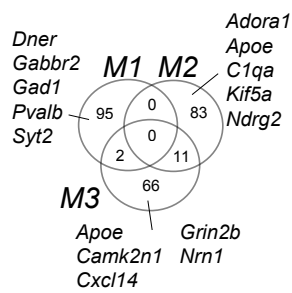 Dner
Gabbr2
Gad1
Pvalb
Syt2
M1
M2
Adora1
Apoe
C1qa
Kif5a
Ndrg2
95
0
83
0
2
11
66
M3
Apoe
Camk2n1
Cxcl14
Grin2b
Nrn1